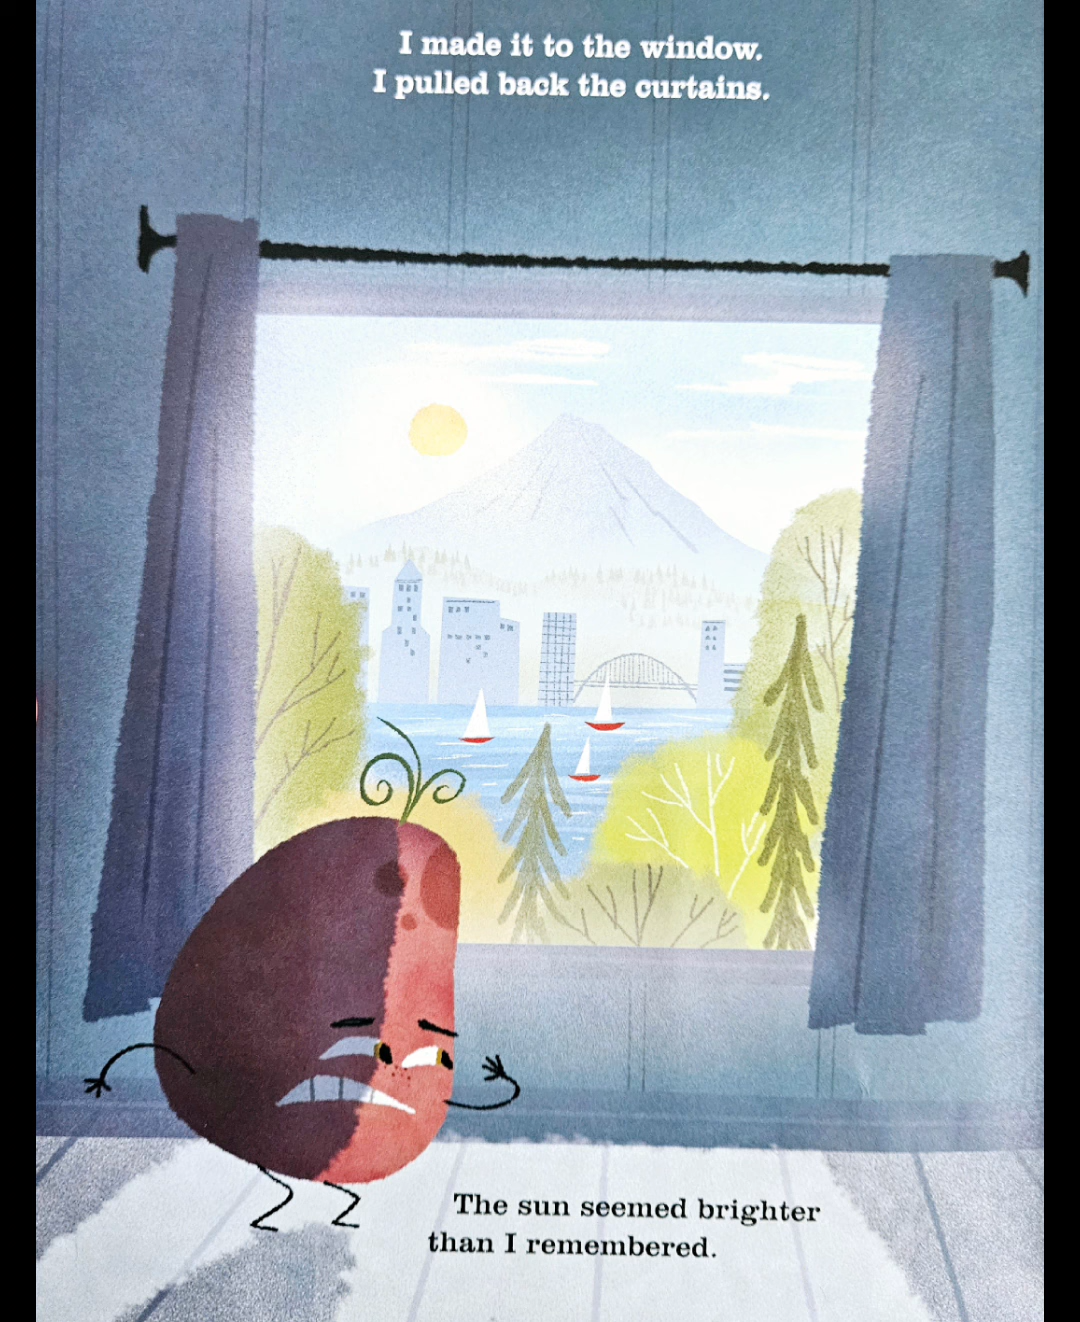 I made it to the window.
I pulled back the curtains.
The sun seemed brighter
than I remembered.